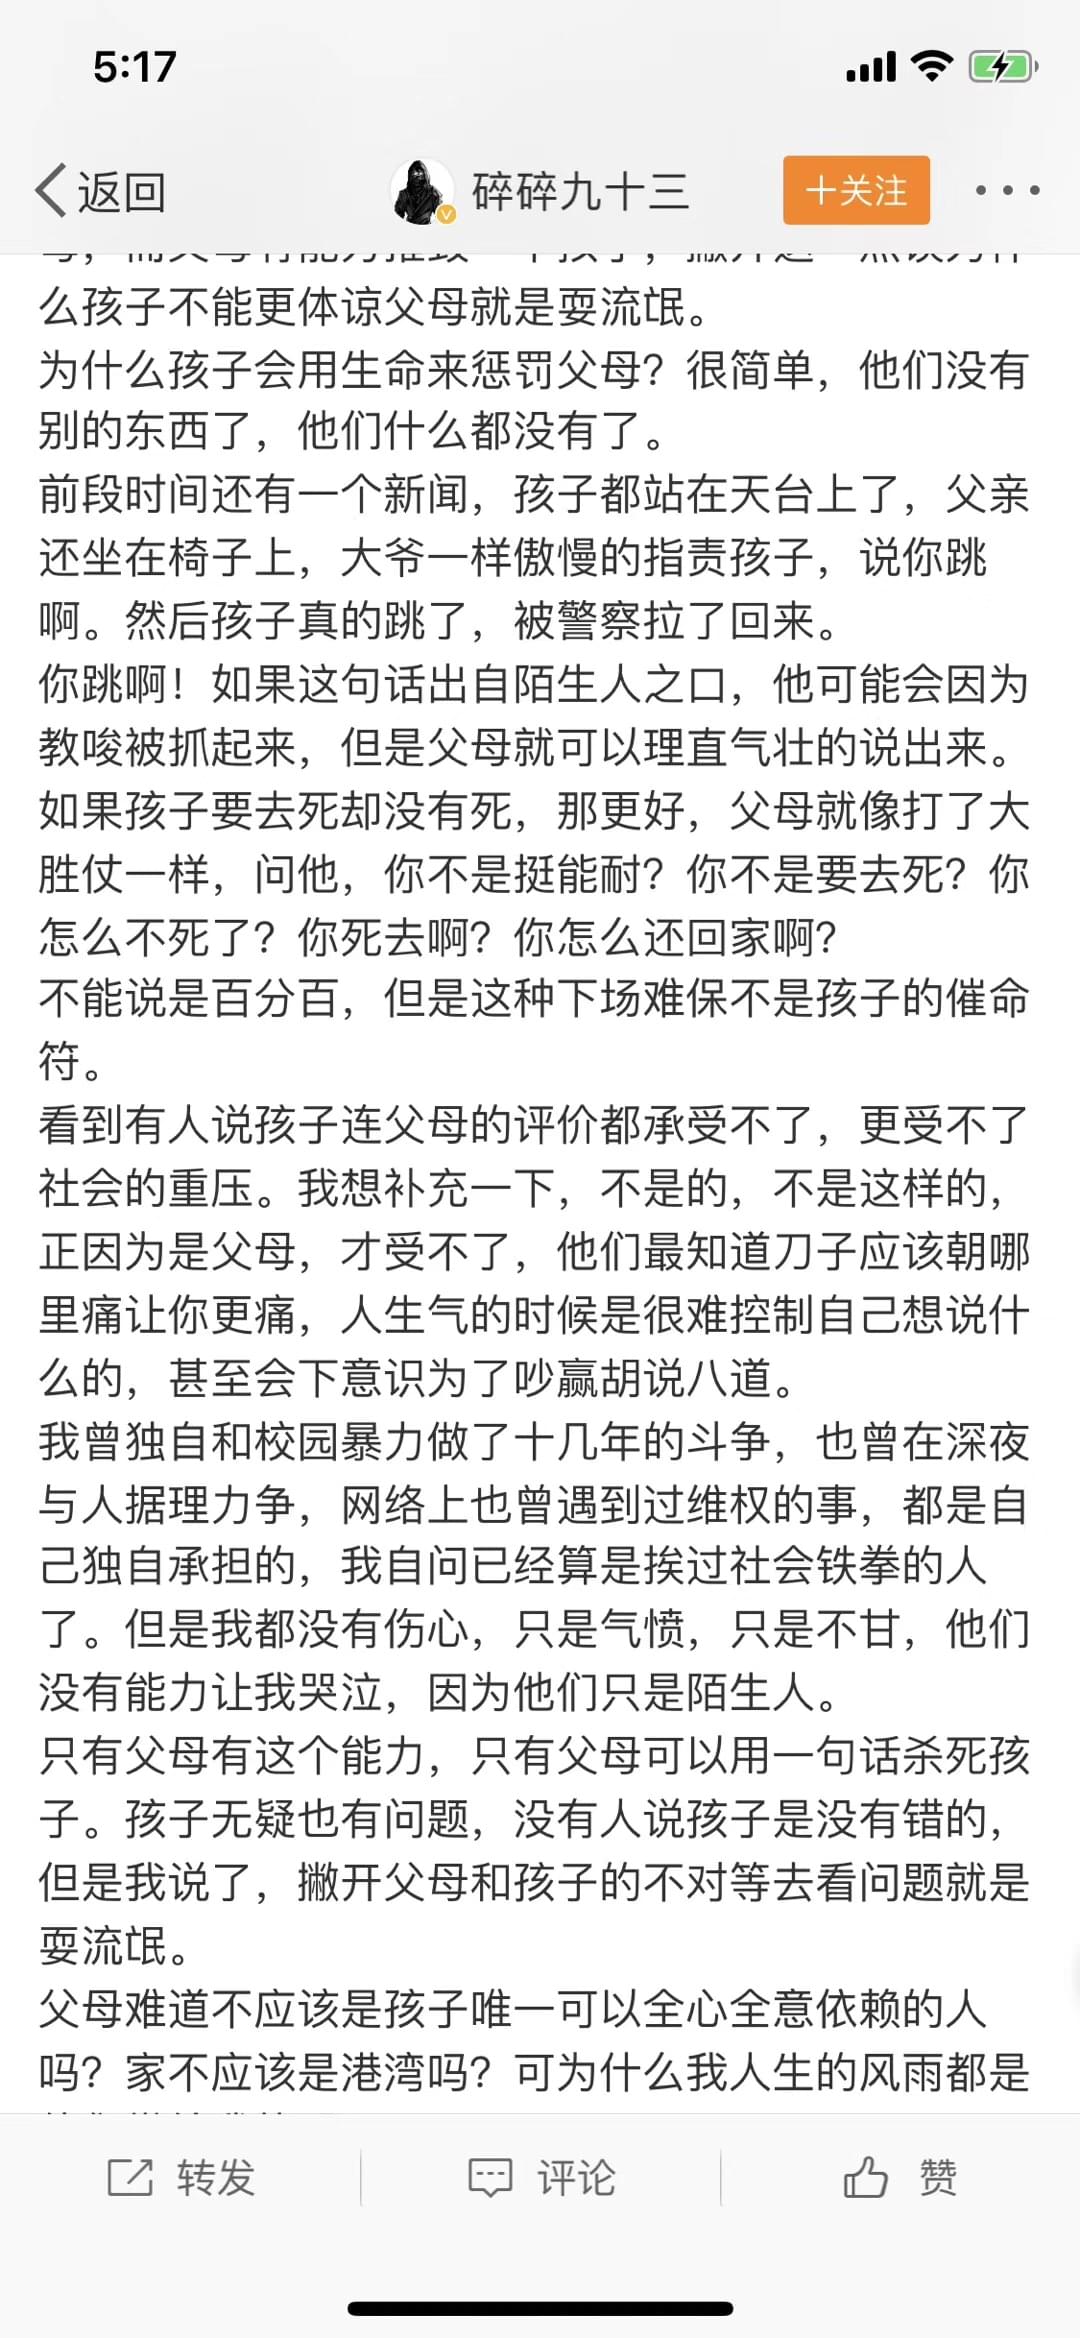 5:17
返回
碎碎九十三
+关注
么孩子不能更体谅父母就是耍流氓。
为什么孩子会用生命来惩罚父母？很简单，他们没有
别的东西了，他们什么都没有了。
前段时间还有一个新闻，孩子都站在天台上了，父亲
还坐在椅子上，大爷一样傲慢的指责孩子，说你跳
啊。然后孩子真的跳了，被警察拉了回来。
你跳啊！如果这句话出自陌生人之口，他可能会因为
教唆被抓起来，但是父母就可以理直气壮的说出来。
如果孩子要去死却没有死，那更好，父母就像打了大
胜仗一样，问他，你不是挺能耐？你不是要去死？你
怎么不死了？你死去啊？你怎么还回家啊？
不能说是百分百，但是这种下场难保不是孩子的催命
符。
看到有人说孩子连父母的评价都承受不了，更受不了
社会的重压。我想补充一下，不是的，不是这样的，
正因为是父母，才受不了，他们最知道刀子应该朝哪
里痛让你更痛，人生气的时候是很难控制自己想说什
么的，甚至会下意识为了吵赢胡说八道。
我曾独自和校园暴力做了十几年的斗争，也曾在深夜
与人据理力争，网络上也曾遇到过维权的事，都是自
己独自承担的，我自问已经算是挨过社会铁拳的人
了。但是我都没有伤心，只是气愤，只是不甘，他们
没有能力让我哭泣，因为他们只是陌生人。
只有父母有这个能力，只有父母可以用一句话杀死孩
子。孩子无疑也有问题，没有人说孩子是没有错的，
但是我说了，撇开父母和孩子的不对等去看问题就是
耍流氓。
父母难道不应该是孩子唯一可以全心全意依赖的人
吗？家不应该是港湾吗？可为什么我人生的风雨都是
转发
评论
赞